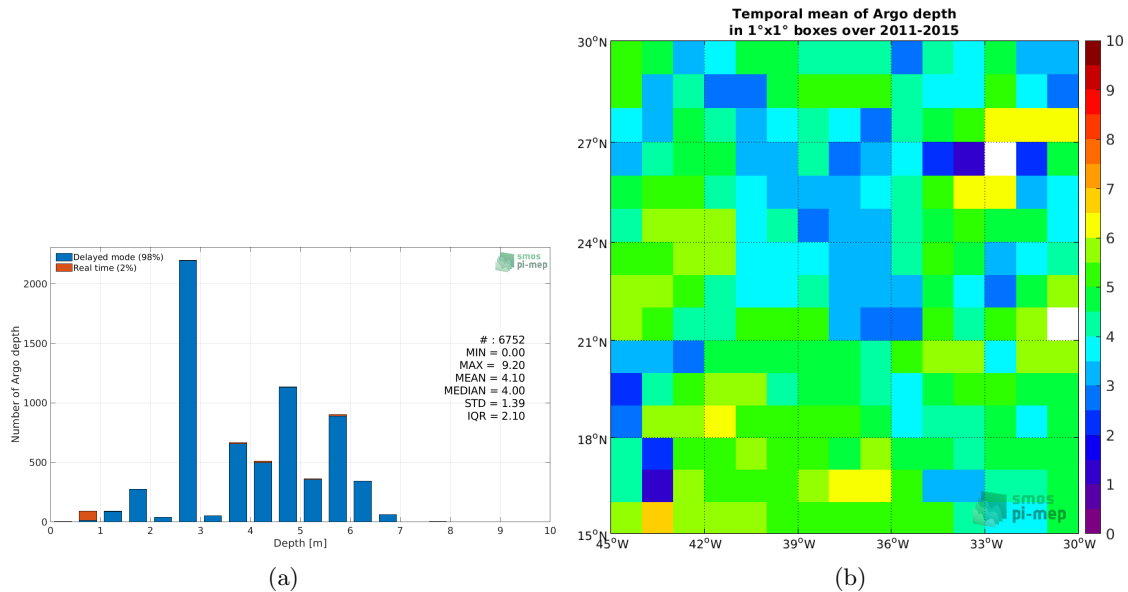 Delayed mode (98%)
Real time (2%)
smos
pi-mep
# : 6752
MIN = 0.00
MAX = 9.20
MEAN = 4.10
MEDIAN = 4.00
STD = 1.39
IQR = 2.10
Number of Argo depth
2000
1500
1000
500
0
0 1 2 3 4 5 6 7 8 9 10
Depth [m]
(a)
Temporal mean of Argo depth
in 1°x1° boxes over 2011-2015
30°N
27°N
24°N
21°N
18°N
15°N
45°W 42°W 39°W 36°W 33°W 30°W
smos
pi-mep
10
9
8
7
6
5
4
3
2
1
0
(b)